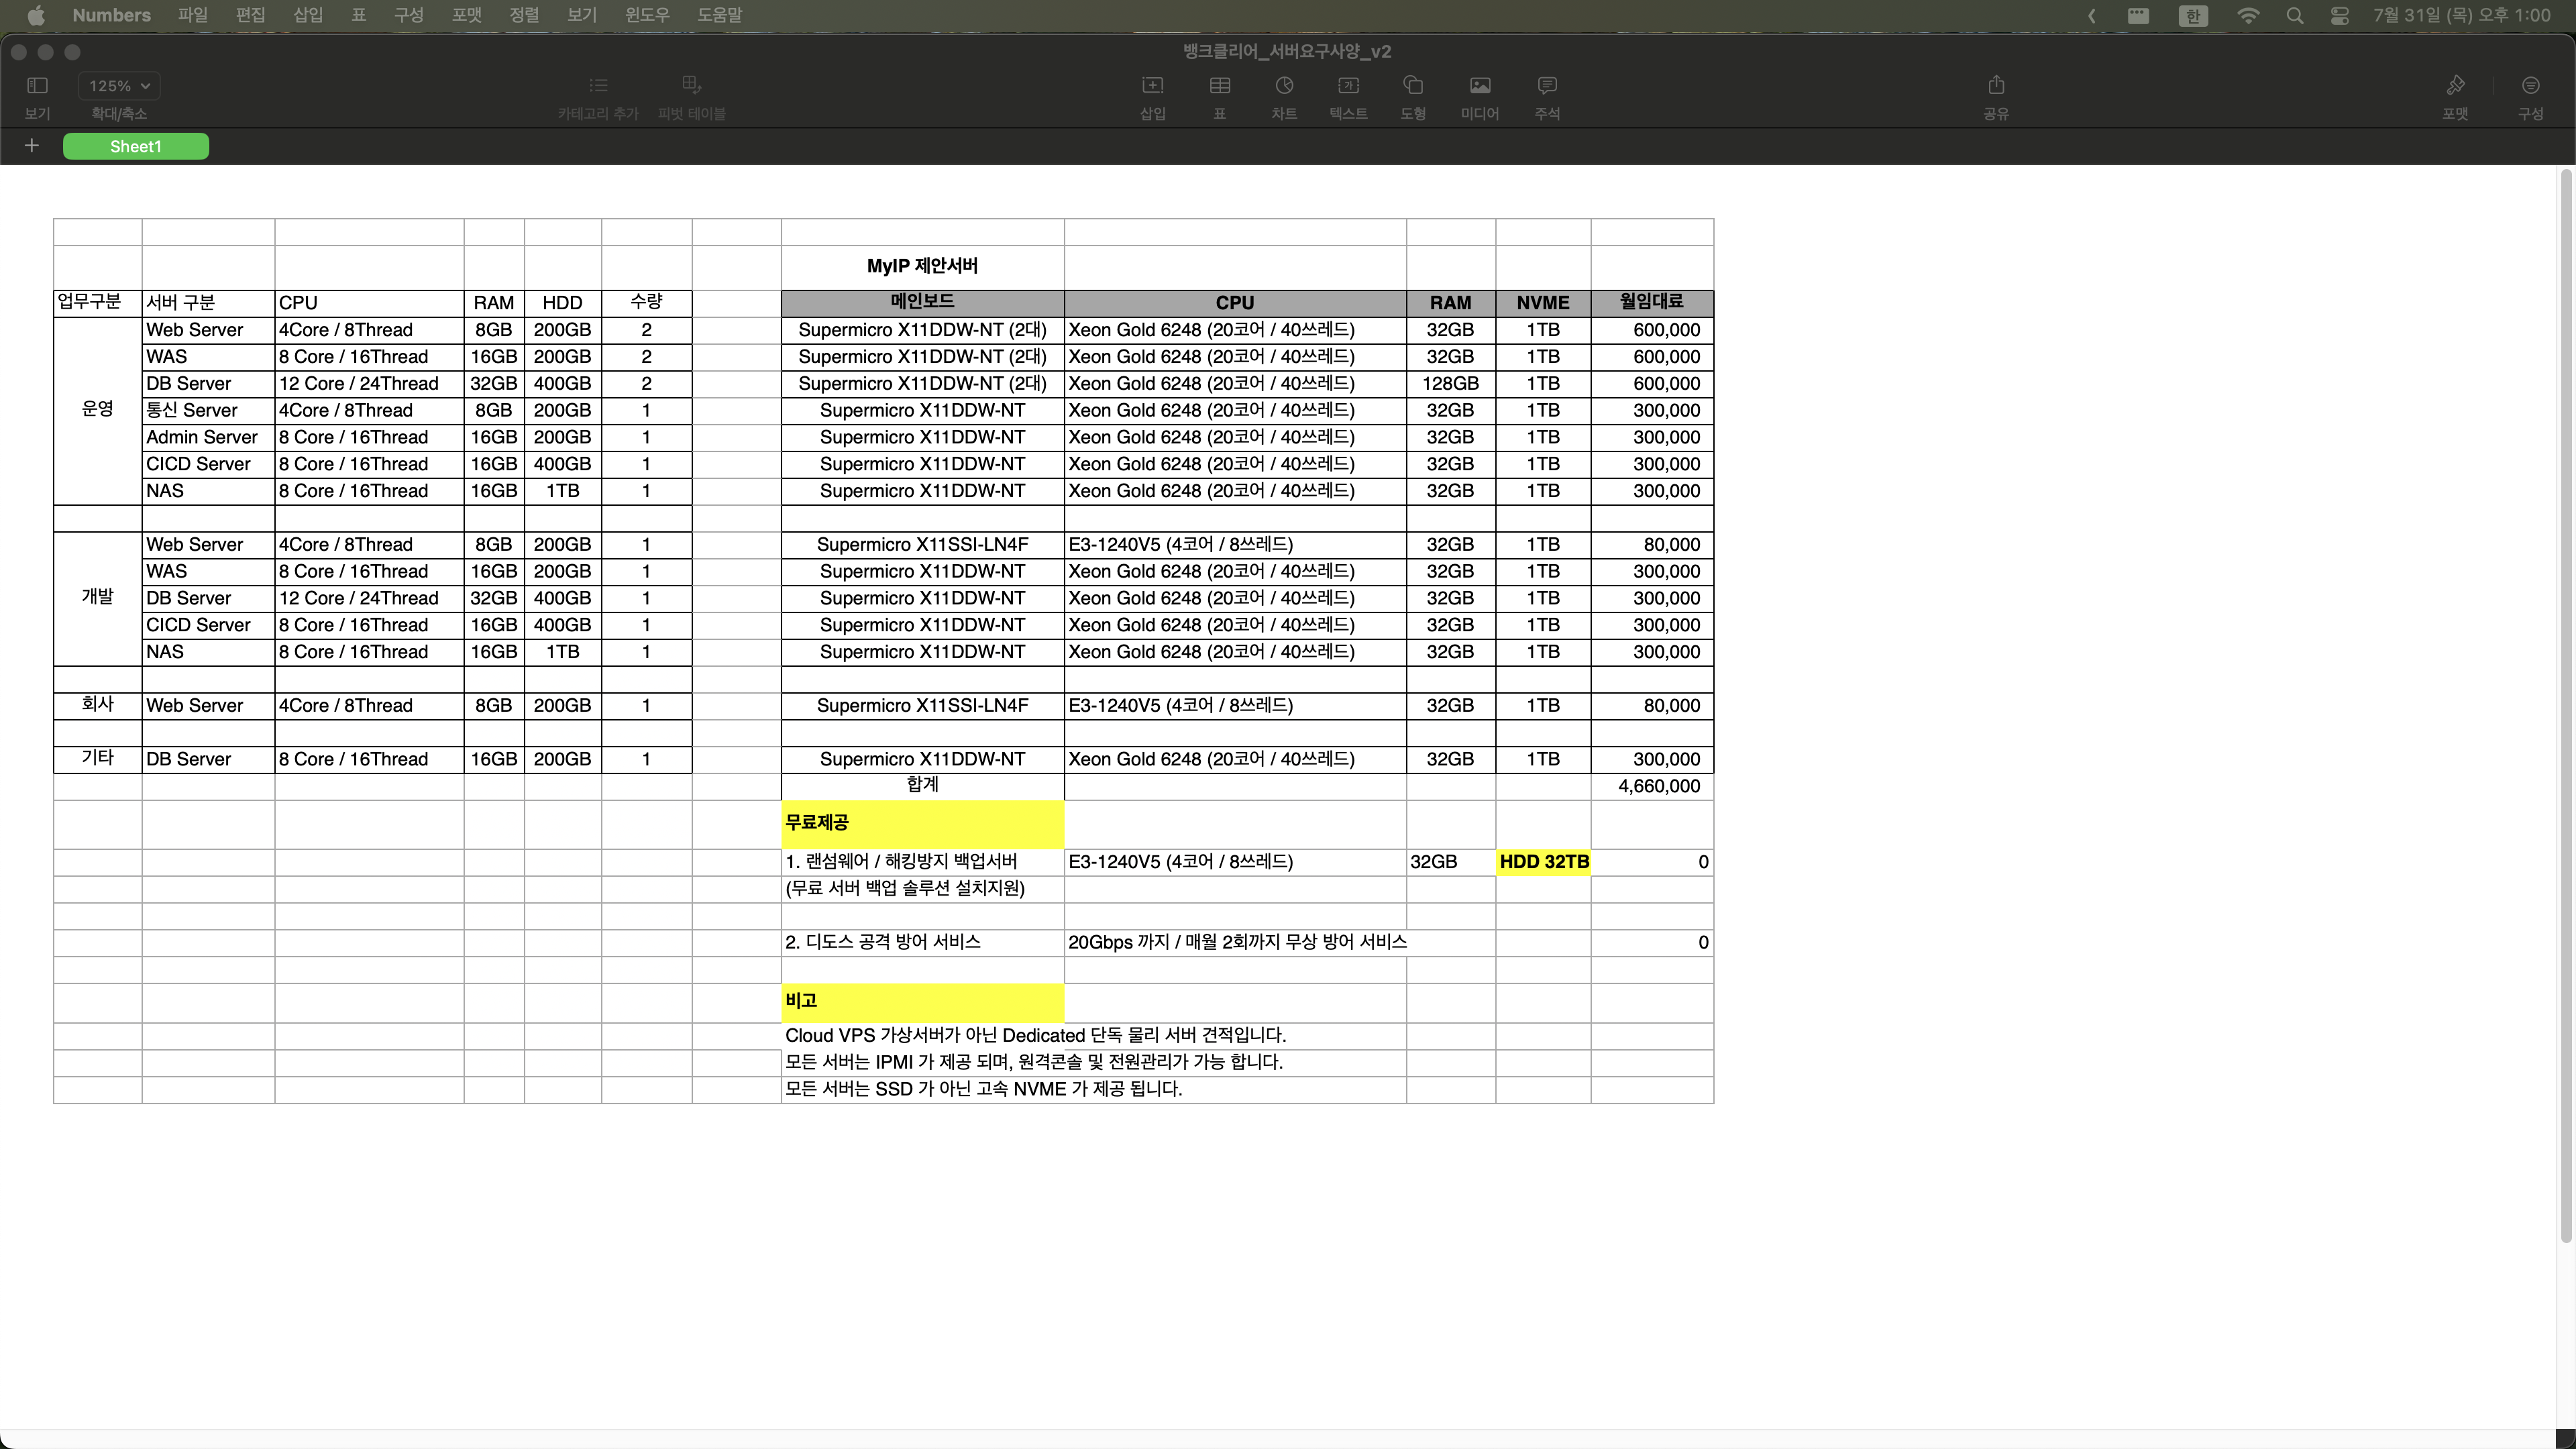 Numbers 파일 편집 삽입 표 구성 포맷 정렬 보기 윈도우 도움말 한 7월 31일 (목) 오후 1:00
뱅크클리어_서버요구사양_v2
125%
보기 확대/축소 카테고리 추가 피벗 테이블 삽입 표 차트 텍스트 도형 미디어 주석 공유 포맷 구성
Sheet1
MyIP 제안서버
업무구분 서버 구분 CPU RAM HDD 수량 메인보드 CPU RAM NVME 월임대료
운영
Web Server 4Core / 8Thread 8GB 200GB 2 Supermicro X11DDW-NT (2대) Xeon Gold 6248 (20코어 / 40쓰레드) 32GB 1TB 600,000
WAS 8 Core / 16Thread 16GB 200GB 2 Supermicro X11DDW-NT (2대) Xeon Gold 6248 (20코어 / 40쓰레드) 32GB 1TB 600,000
DB Server 12 Core / 24Thread 32GB 400GB 2 Supermicro X11DDW-NT (2대) Xeon Gold 6248 (20코어 / 40쓰레드) 128GB 1TB 600,000
통신 Server 4Core / 8Thread 8GB 200GB 1 Supermicro X11DDW-NT Xeon Gold 6248 (20코어 / 40쓰레드) 32GB 1TB 300,000
Admin Server 8 Core / 16Thread 16GB 200GB 1 Supermicro X11DDW-NT Xeon Gold 6248 (20코어 / 40쓰레드) 32GB 1TB 300,000
CICD Server 8 Core / 16Thread 16GB 400GB 1 Supermicro X11DDW-NT Xeon Gold 6248 (20코어 / 40쓰레드) 32GB 1TB 300,000
NAS 8 Core / 16Thread 16GB 1TB 1 Supermicro X11DDW-NT Xeon Gold 6248 (20코어 / 40쓰레드) 32GB 1TB 300,000
개발
Web Server 4Core / 8Thread 8GB 200GB 1 Supermicro X11SSI-LN4F E3-1240V5 (4코어 / 8쓰레드) 32GB 1TB 80,000
WAS 8 Core / 16Thread 16GB 200GB 1 Supermicro X11DDW-NT Xeon Gold 6248 (20코어 / 40쓰레드) 32GB 1TB 300,000
DB Server 12 Core / 24Thread 32GB 400GB 1 Supermicro X11DDW-NT Xeon Gold 6248 (20코어 / 40쓰레드) 32GB 1TB 300,000
CICD Server 8 Core / 16Thread 16GB 400GB 1 Supermicro X11DDW-NT Xeon Gold 6248 (20코어 / 40쓰레드) 32GB 1TB 300,000
NAS 8 Core / 16Thread 16GB 1TB 1 Supermicro X11DDW-NT Xeon Gold 6248 (20코어 / 40쓰레드) 32GB 1TB 300,000
회사 Web Server 4Core / 8Thread 8GB 200GB 1 Supermicro X11SSI-LN4F E3-1240V5 (4코어 / 8쓰레드) 32GB 1TB 80,000
기타 DB Server 8 Core / 16Thread 16GB 200GB 1 Supermicro X11DDW-NT Xeon Gold 6248 (20코어 / 40쓰레드) 32GB 1TB 300,000
합계 4,660,000
무료제공
1. 랜섬웨어 / 해킹방지 백업서버 E3-1240V5 (4코어 / 8쓰레드) 32GB HDD 32TB 0
(무료 서버 백업 솔루션 설치지원)
2. 디도스 공격 방어 서비스 20Gbps 까지 / 매월 2회까지 무상 방어 서비스 0
비고
Cloud VPS 가상서버가 아닌 Dedicated 단독 물리 서버 견적입니다.
모든 서버는 IPMI 가 제공 되며, 원격콘솔 및 전원관리가 가능 합니다.
모든 서버는 SSD 가 아닌 고속 NVME 가 제공 됩니다.